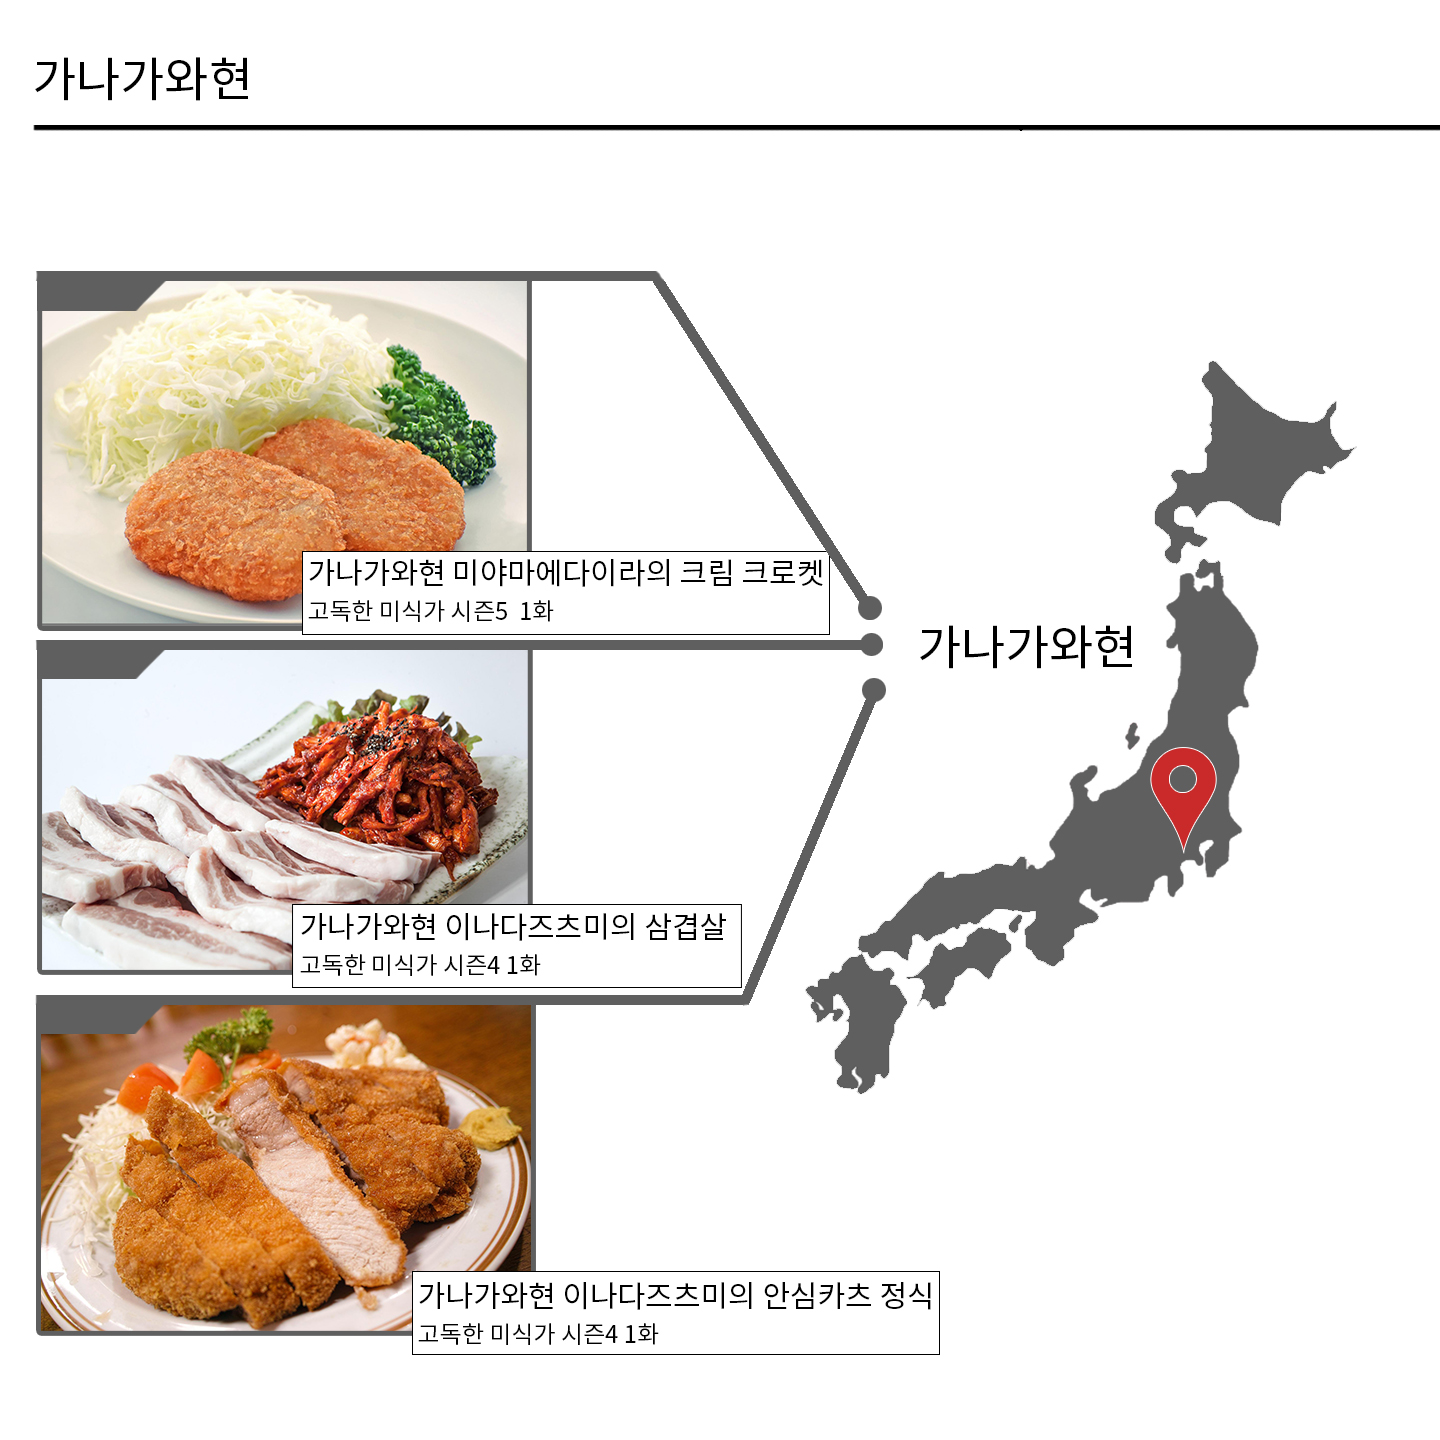 가나가와현
가나가와현 미야마에다이라의 크림 크로켓
고독한 미식가 시즌5 1화
가나가와현
가나가와현 이나다즈츠미의 삼겹살
고독한 미식가 시즌4 1화
가나가와현 이나다즈츠미의 안심카츠 정식
고독한 미식가 시즌4 1화